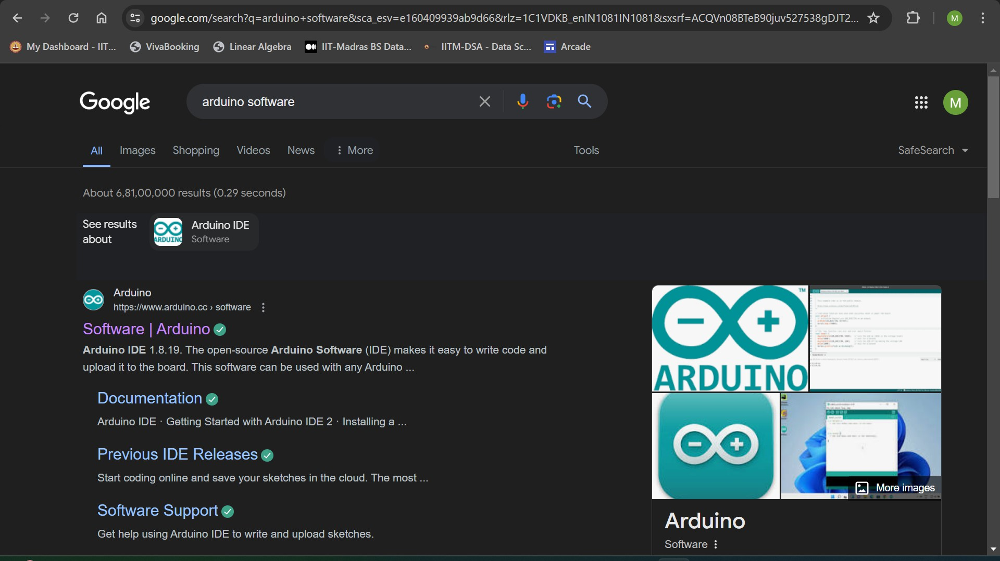 google.com/search?q=arduino+software&sca_esv=e160409939ab9d66&rlz=1C1VDKB_enIN1081IN1081&sxsrf=ACQVn08BTeB90juv527538gDJT2...
M
My Dashboard - IIT...
VivaBooking
Linear Algebra
IIT-Madras BS Data...
IITM-DSA - Data Sc...
Arcade
Google
arduino software
M
All
Images
Shopping
Videos
News
More
Tools
SafeSearch
About 6,81,00,000 results (0.29 seconds)
See results
about
Arduino IDE
Software
ARDUINO
Arduino
https://www.arduino.cc › software
Software | Arduino
Arduino IDE 1.8.19. The open-source Arduino Software (IDE) makes it easy to write code and
upload it to the board. This software can be used with any Arduino ...
Documentation
Arduino IDE · Getting Started with Arduino IDE 2 · Installing a ...
Previous IDE Releases
Start coding online and save your sketches in the cloud. The most ...
Software Support
Get help using Arduino IDE to write and upload sketches.
TM
ARDUINO
More images
Arduino
Software